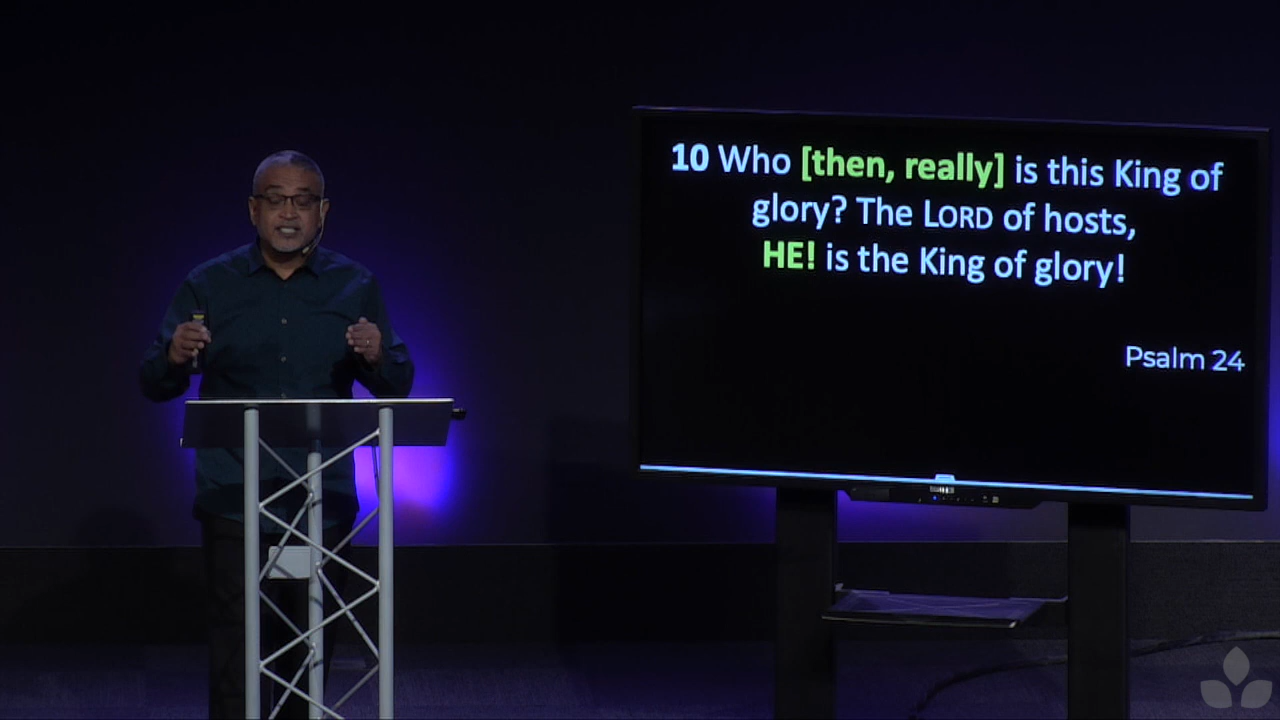 10 Who [then, really] is this King of
glory? The LORD of hosts,
HE! is the King of glory!
Psalm 24